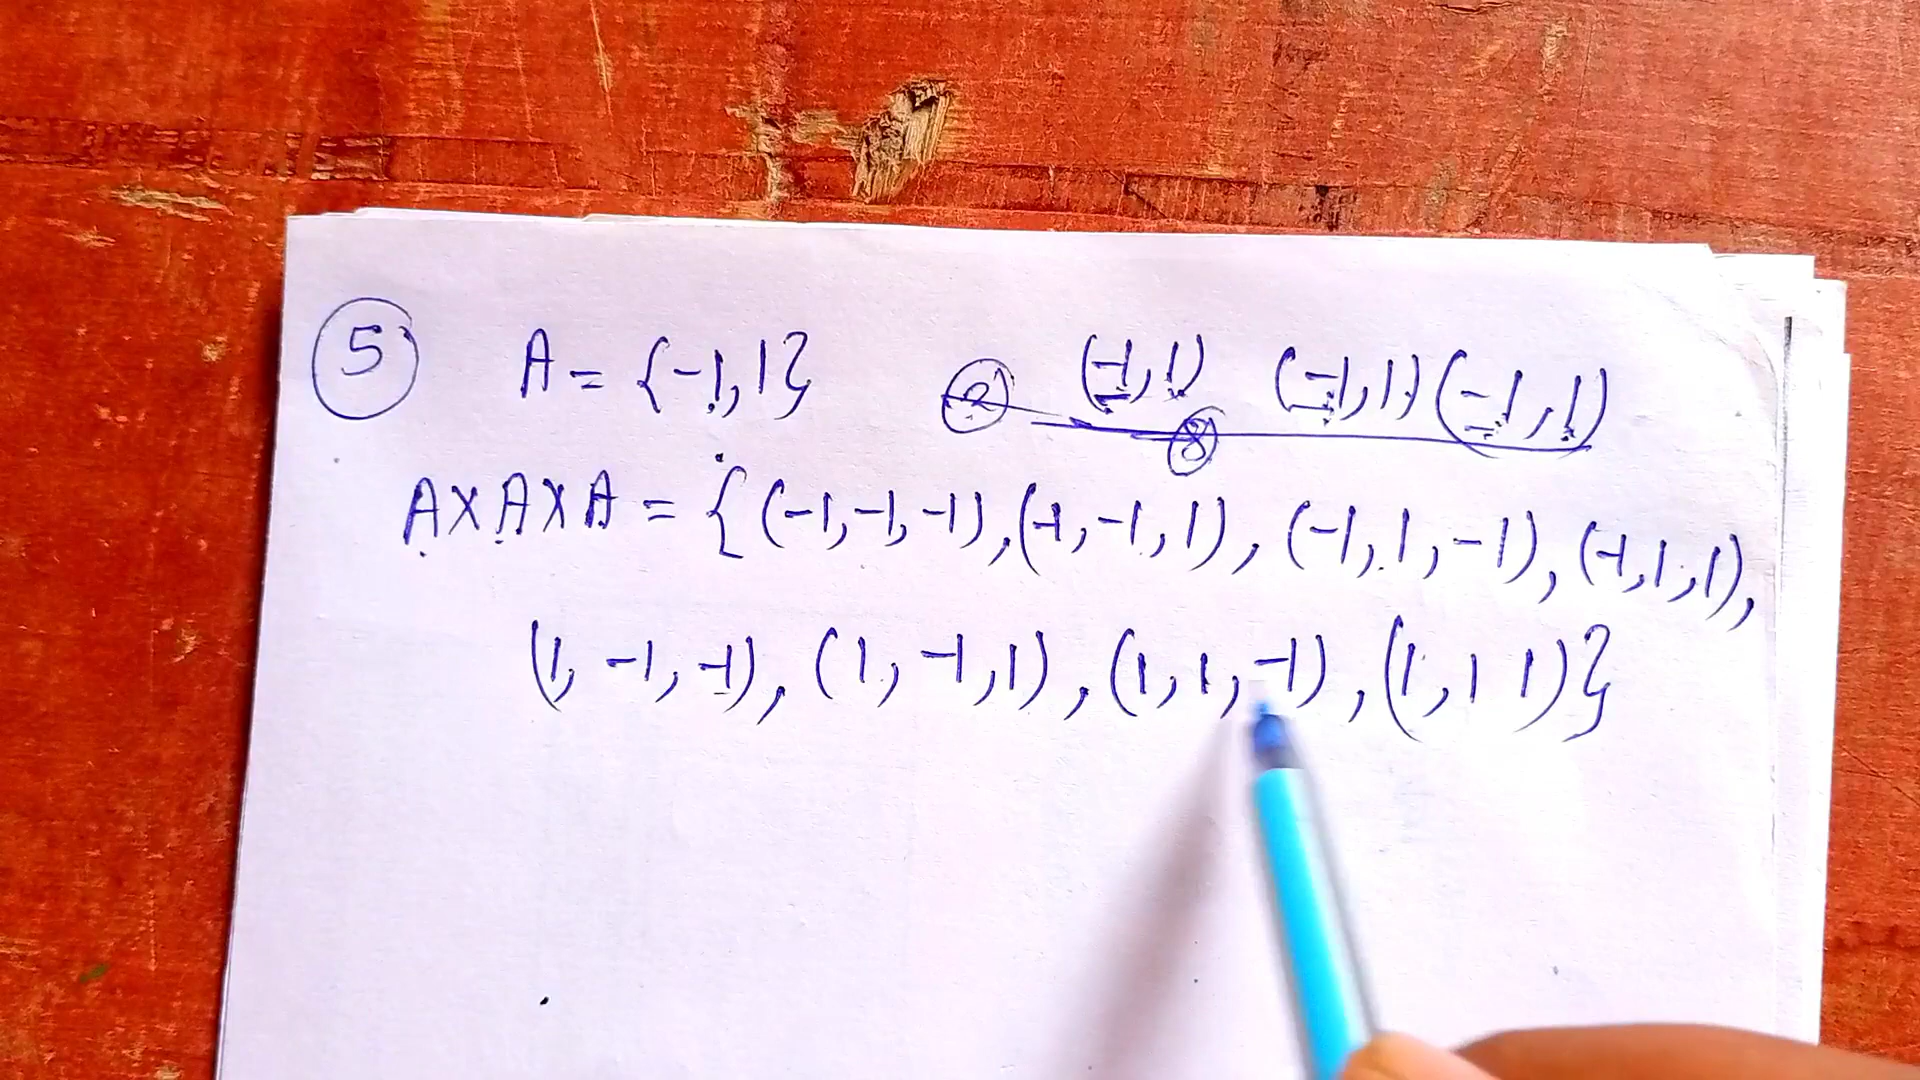 5 A = {-1, 1} 2 (-1, 1) (-1, 1) (-1, 1)
8
A X A X A = {(-1, -1, -1), (-1, -1, 1), (-1, 1, -1), (-1, 1, 1),
(1, -1, -1), (1, -1, 1), (1, 1, -1), (1, 1 1)}